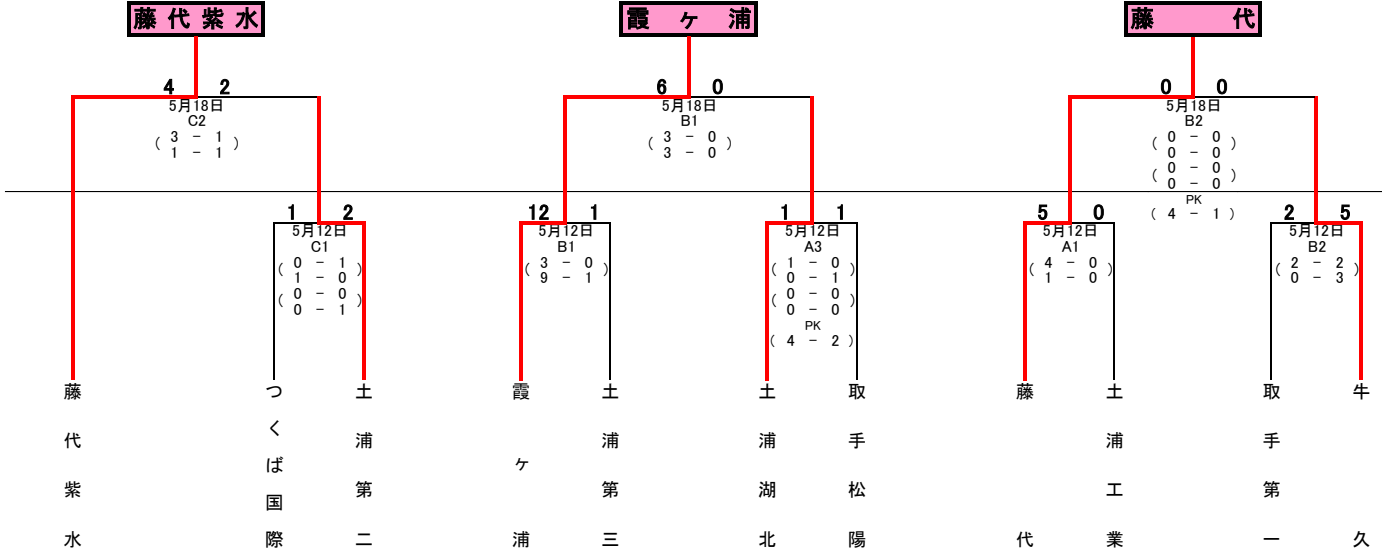 藤代紫水
霞ヶ浦
藤代
4 2
5月18日
C2
( 3 - 1 )
1 - 1
6 0
5月18日
B1
( 3 - 0 )
3 - 0
0 0
5月18日
B2
( 0 - 0 )
0 - 0
( 0 - 0 )
0 - 0
PK
( 4 - 1 )
1 2
5月12日
C1
( 0 - 1 )
1 - 0
( 0 - 0 )
0 - 1
12 1
5月12日
B1
( 3 - 0 )
9 - 1
1 1
5月12日
A3
( 1 - 0 )
0 - 1
( 0 - 0 )
0 - 0
PK
( 4 - 2 )
5 0
5月12日
A1
( 4 - 0 )
1 - 0
2 5
5月12日
B2
( 2 - 2 )
0 - 3
藤代紫水
つくば国際
土浦第二
霞ヶ浦
土浦第三
土浦湖北
取手松陽
藤代
土浦工業
取手第一
牛久